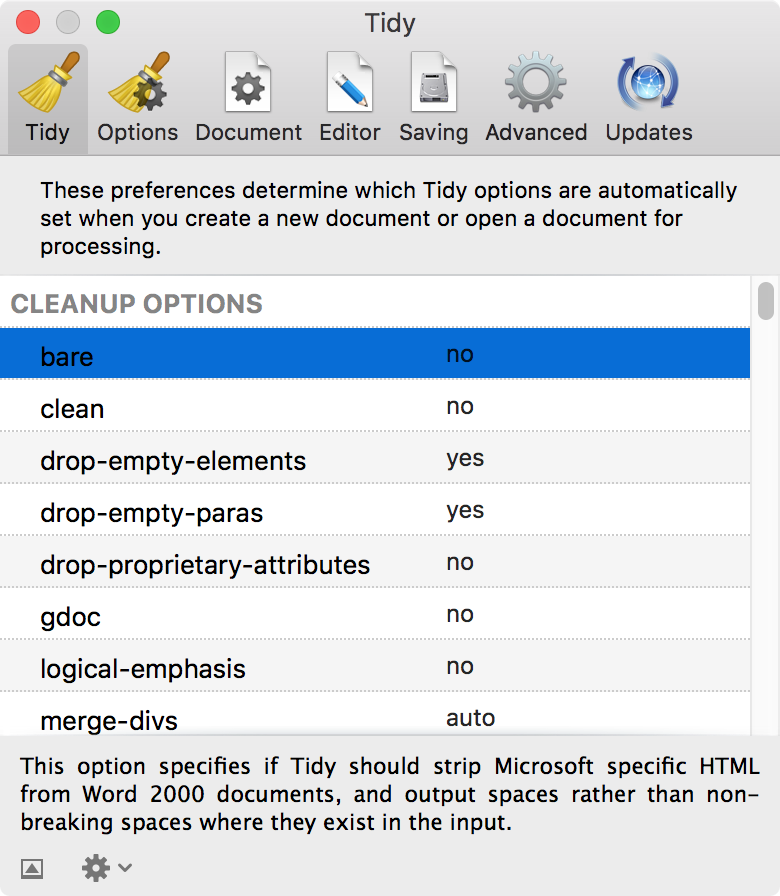 Tidy
Tidy Options Document Editor Saving Advanced Updates
These preferences determine which Tidy options are automatically
set when you create a new document or open a document for
processing.
CLEANUP OPTIONS
bare no
clean no
drop-empty-elements yes
drop-empty-paras yes
drop-proprietary-attributes no
gdoc no
logical-emphasis no
merge-divs auto
This option specifies if Tidy should strip Microsoft specific HTML
from Word 2000 documents, and output spaces rather than non-
breaking spaces where they exist in the input.